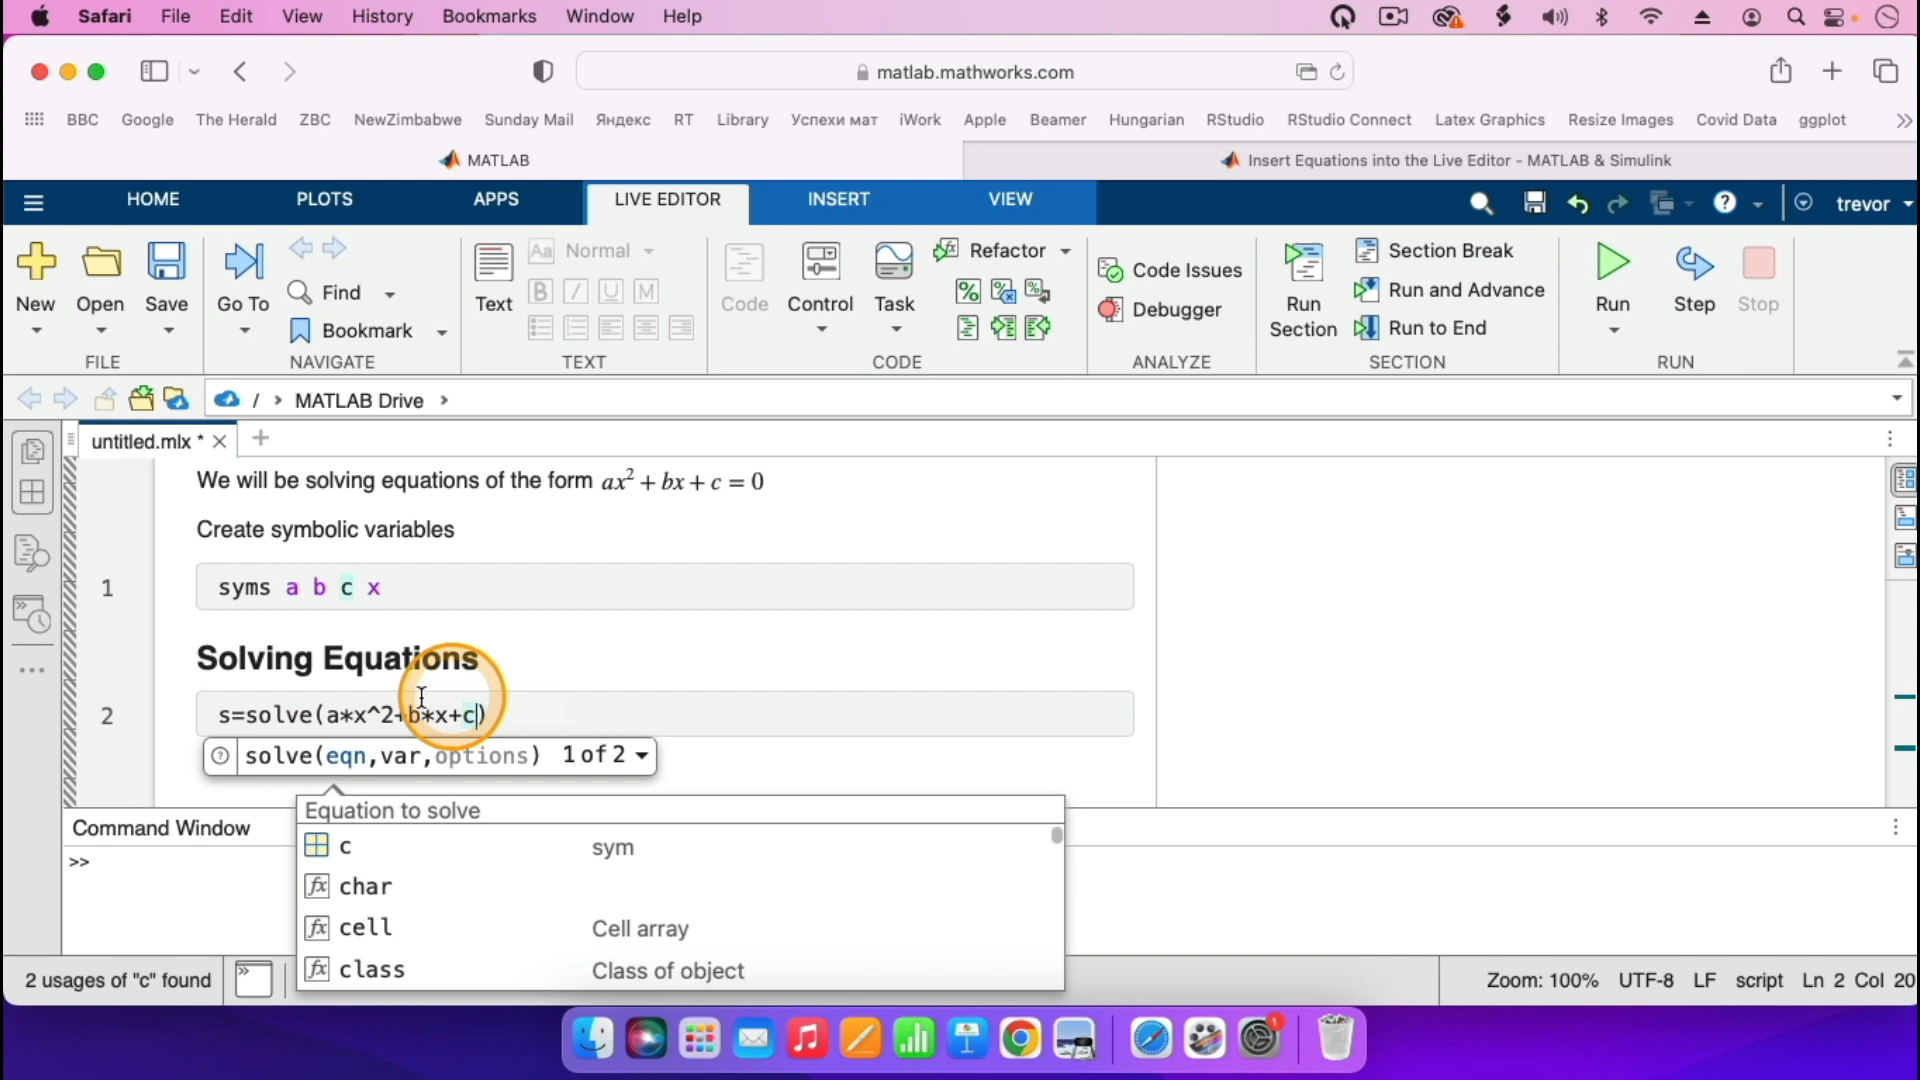 Safari File Edit View History Bookmarks Window Help
matlab.mathworks.com
BBC Google The Herald ZBC NewZimbabwe Sunday Mail Яндекс RT Library Успехи мат iWork Apple Beamer Hungarian RStudio RStudio Connect Latex Graphics Resize Images Covid Data ggplot
MATLAB Insert Equations into the Live Editor - MATLAB & Simulink
HOME PLOTS APPS LIVE EDITOR INSERT VIEW trevor
Aa Normal Refactor Section Break
Code Issues
New Open Save Go To Find Text B I U M Code Control Task Run Section Run and Advance Run Step Stop
Debugger
Bookmark Run to End
FILE NAVIGATE TEXT CODE ANALYZE SECTION RUN
/ > MATLAB Drive >
untitled.mlx * × +
We will be solving equations of the form ax² + bx + c = 0
Create symbolic variables
1 syms a b c x
Solving Equations
2 s=solve(a*x^2+b*x+c)
solve(eqn,var,options) 1 of 2
Equation to solve
Command Window
c sym
>>
char
cell Cell array
class Class of object
2 usages of "c" found Zoom: 100% UTF-8 LF script Ln 2 Col 20
1